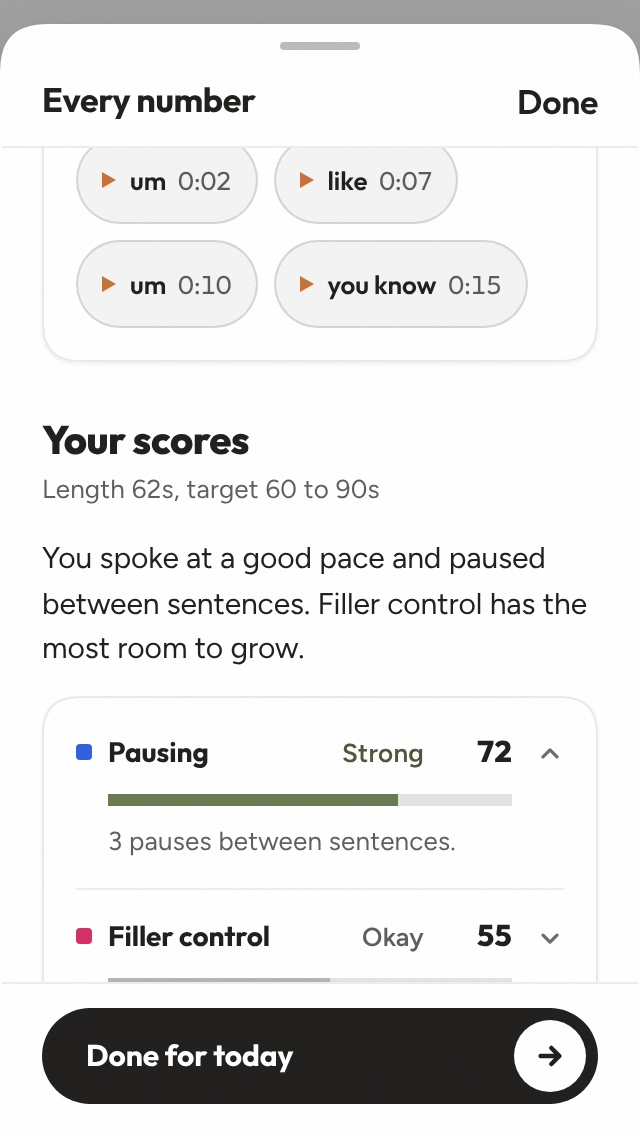 Every number
Done
um 0:02
like 0:07
um 0:10
you know 0:15
Your scores
Length 62s, target 60 to 90s
You spoke at a good pace and paused
between sentences. Filler control has the
most room to grow.
Pausing
Strong
72
3 pauses between sentences.
Filler control
Okay
55
Done for today